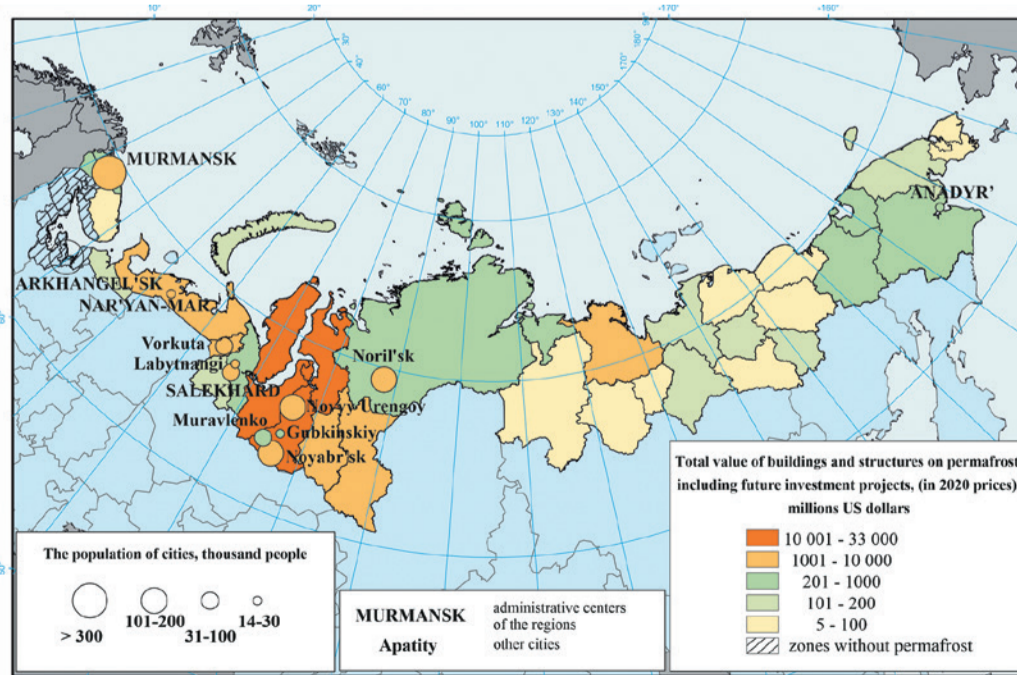 10°
20°
-170°
-160°
30°
40°
50°
60°
70°
80°
90°
100°
110°
120°
130°
140°
150°
160°
170°
180°
MURMANSK
ANADYR'
ARKHANGEL'SK
NAR'YAN-MAR
Vorkuta
Labytnangi
SALEKHARD
Noril'sk
Novyy Urengoy
Muravlenko
Gubkinskiy
Noyabr'sk
The population of cities, thousand people
> 300
101-200
31-100
14-30
MURMANSK administrative centers
of the regions
Apatity other cities
Total value of buildings and structures on permafrost
including future investment projects, (in 2020 prices)
millions US dollars
10 001 - 33 000
1001 - 10 000
201 - 1000
101 - 200
5 - 100
zones without permafrost